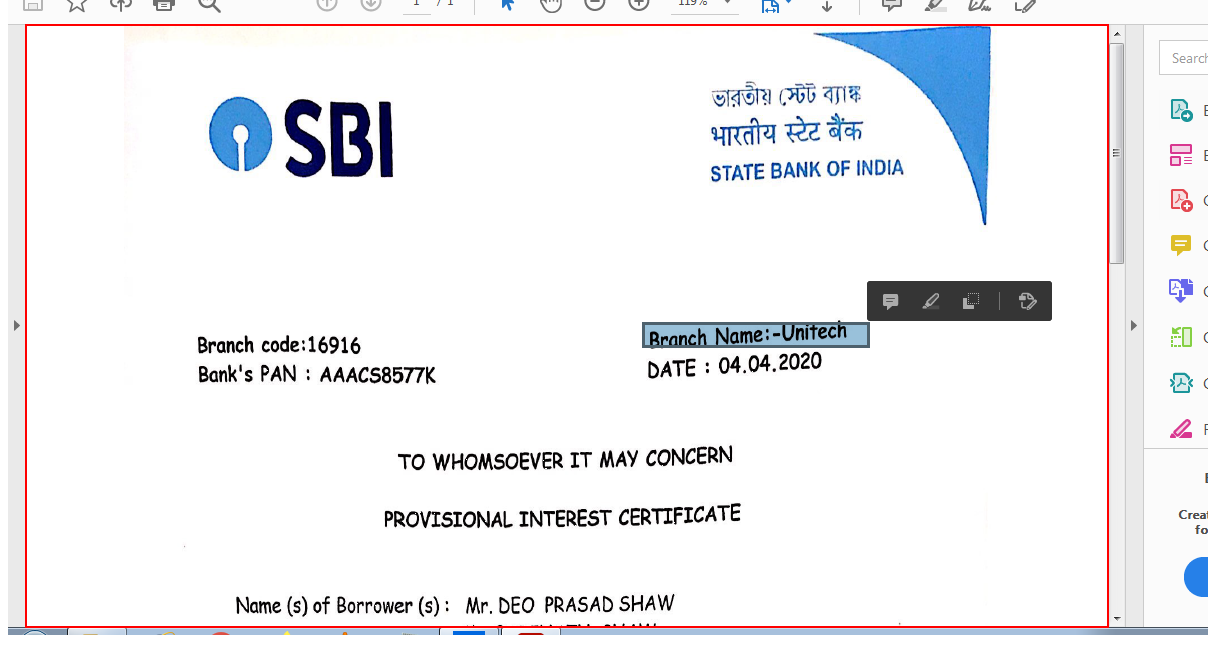 1 / 1
119%
Search
SBI
ভারতীয় স্টেট ব্যাঙ্ক
भारतीय स्टेट बैंक
STATE BANK OF INDIA
Branch code:16916
Branch Name:-Unitech
Bank's PAN : AAACS8577K
DATE : 04.04.2020
TO WHOMSOEVER IT MAY CONCERN
PROVISIONAL INTEREST CERTIFICATE
Name (s) of Borrower (s) : Mr. DEO PRASAD SHAW